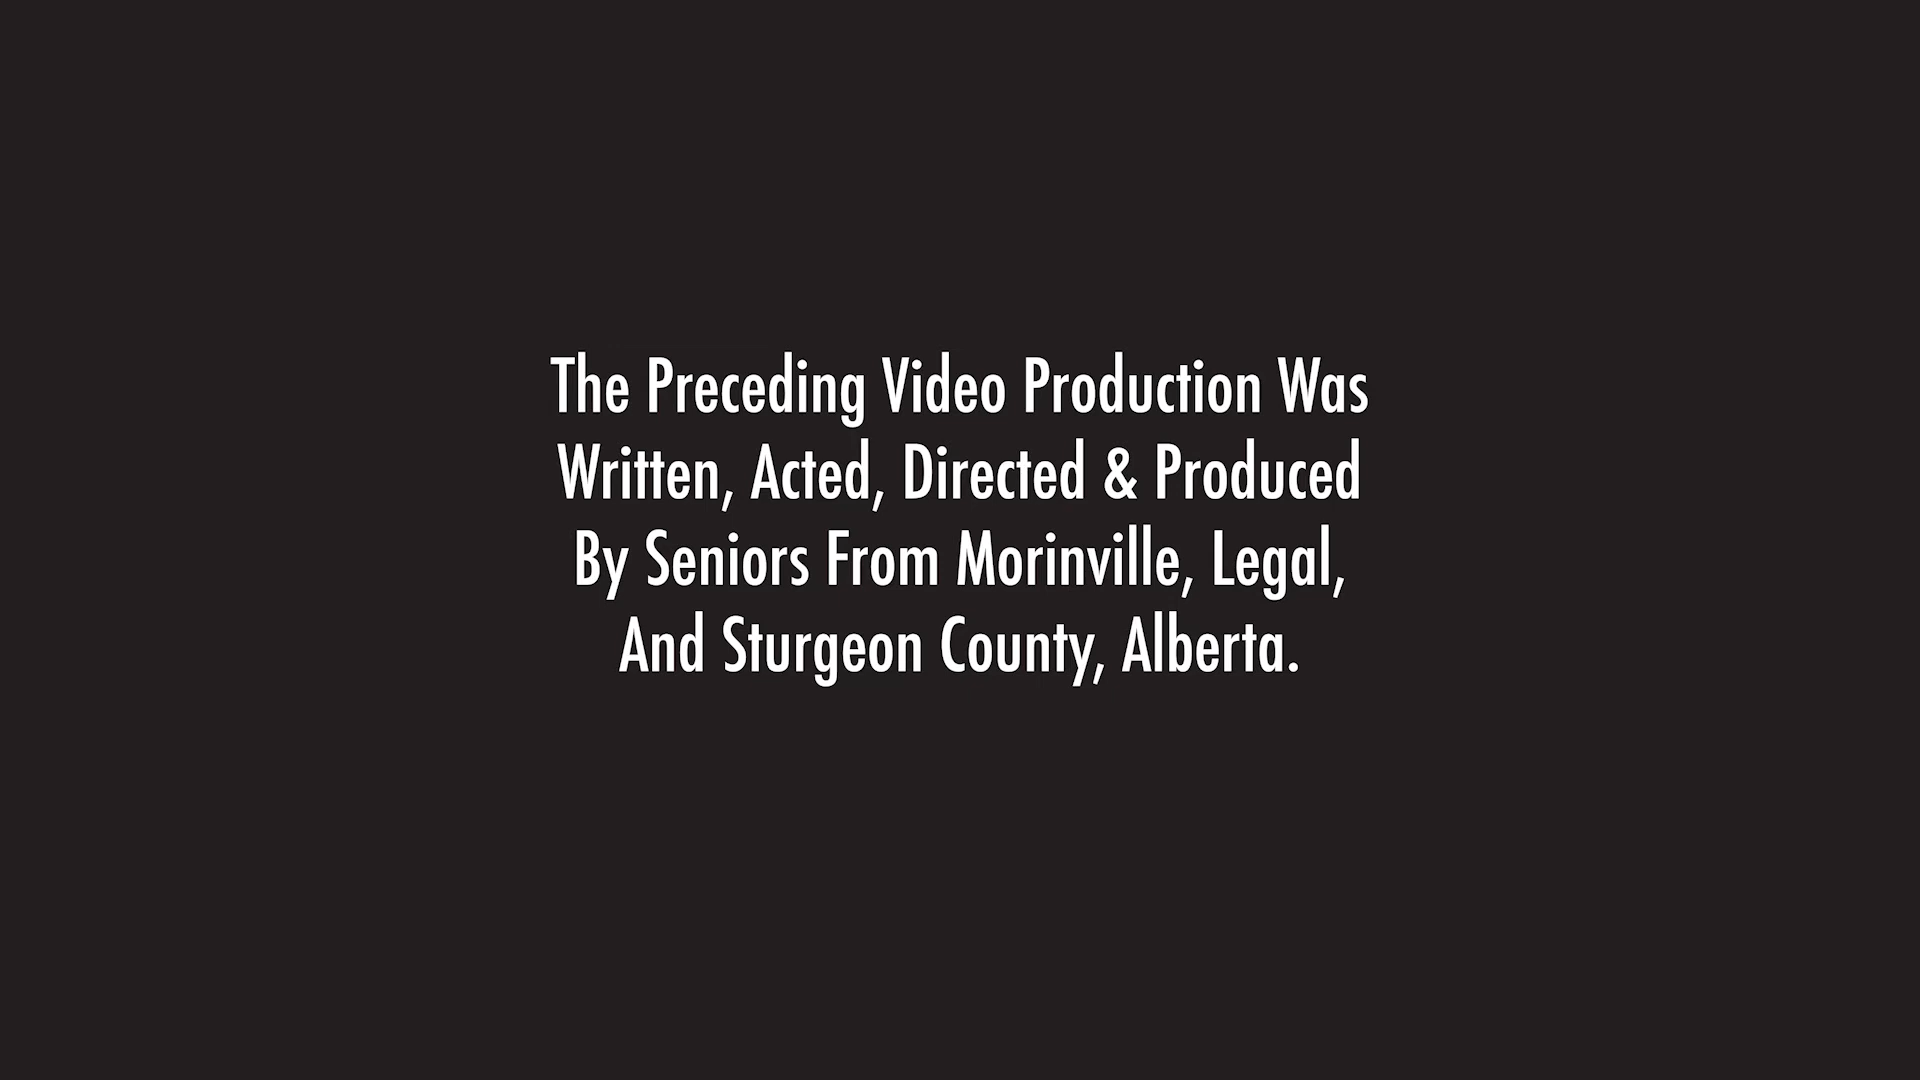 The Preceding Video Production Was
Written, Acted, Directed & Produced
By Seniors From Morinville, Legal,
And Sturgeon County, Alberta.